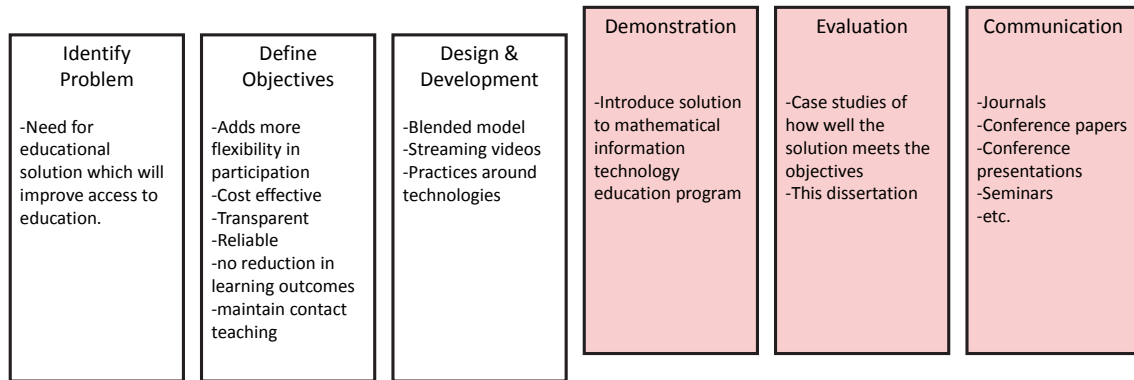 Identify
Problem
-Need for
educational
solution which will
improve access to
education.
Define
Objectives
-Adds more
flexibility in
participation
-Cost effective
-Transparent
-Reliable
-no reduction in
learning outcomes
-maintain contact
teaching
Design &
Development
-Blended model
-Streaming videos
-Practices around
technologies
Demonstration
-Introduce solution
to mathematical
information
technology
education program
Evaluation
-Case studies of
how well the
solution meets the
objectives
-This dissertation
Communication
-Journals
-Conference papers
-Conference
presentations
-Seminars
-etc.